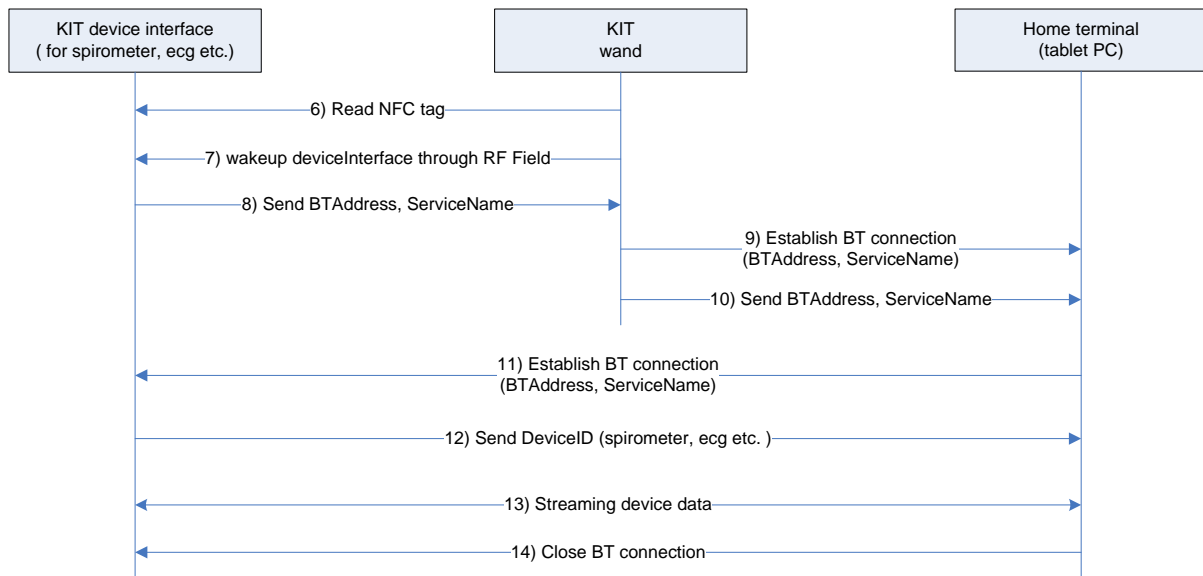 KIT device interface
( for spirometer, ecg etc.)
KIT
wand
Home terminal
(tablet PC)
6) Read NFC tag
7) wakeup deviceInterface through RF Field
8) Send BTAddress, ServiceName
9) Establish BT connection
(BTAddress, ServiceName)
10) Send BTAddress, ServiceName
11) Establish BT connection
(BTAddress, ServiceName)
12) Send DeviceID (spirometer, ecg etc. )
13) Streaming device data
14) Close BT connection